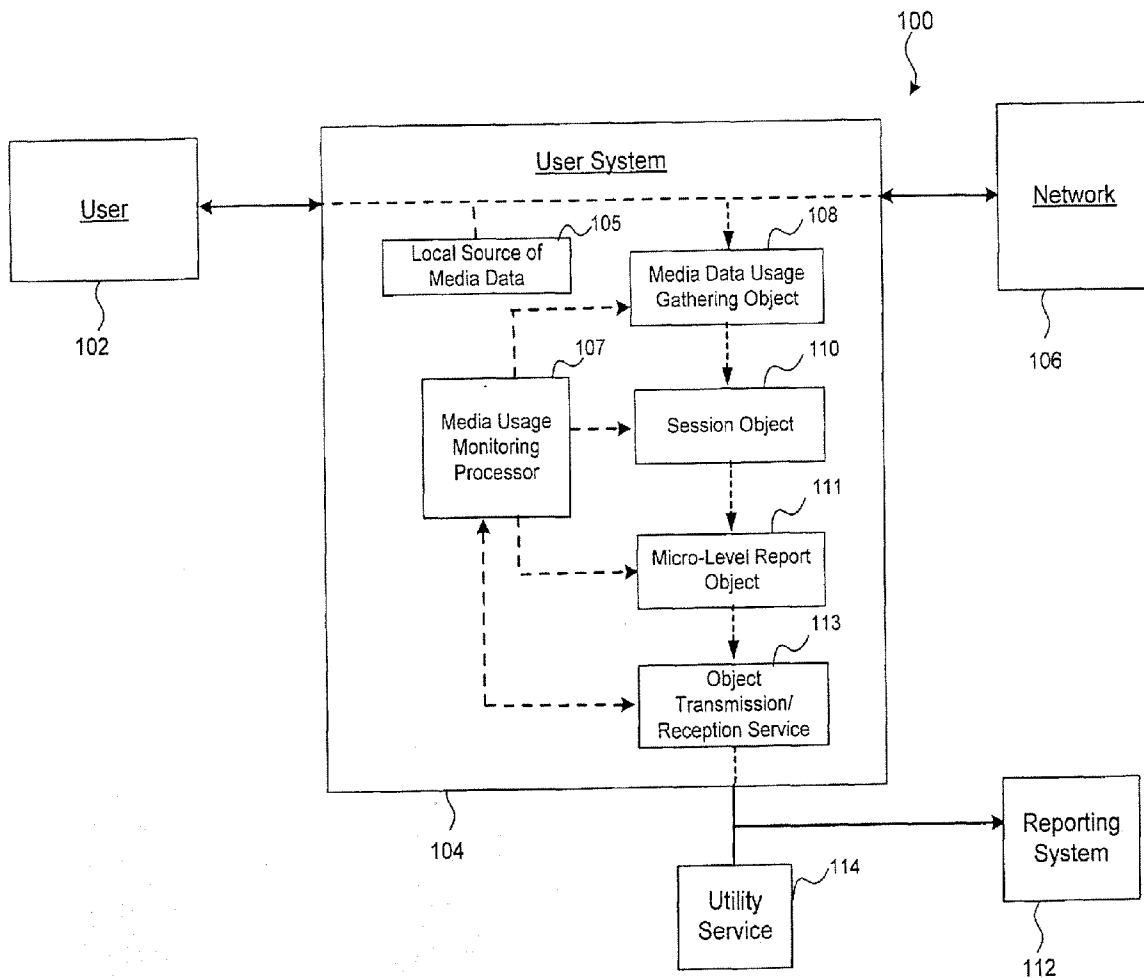 100
User System
User
Network
105
108
Local Source of
Media Data
Media Data Usage
Gathering Object
102
106
107
110
Media Usage
Monitoring
Processor
Session Object
111
Micro-Level Report
Object
113
Object
Transmission/
Reception Service
104
Reporting
System
114
Utility
Service
112